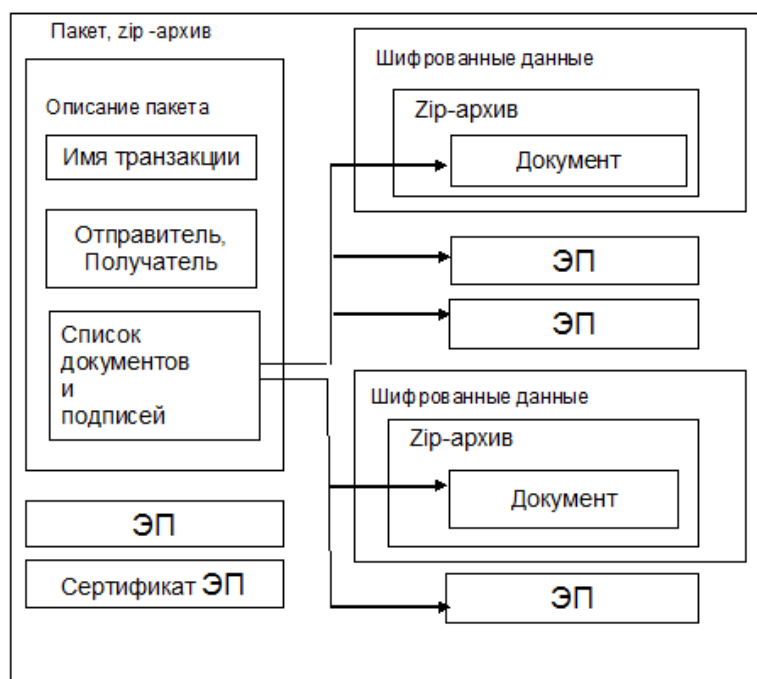 Пакет, zip -архив
Описание пакета
Имя транзакции
Отправитель,
Получатель
Список
документов
и
подписей
ЭП
Сертификат ЭП
Шифрованные данные
Zip-архив
Документ
ЭП
ЭП
Шифрованные данные
Zip-архив
Документ
ЭП